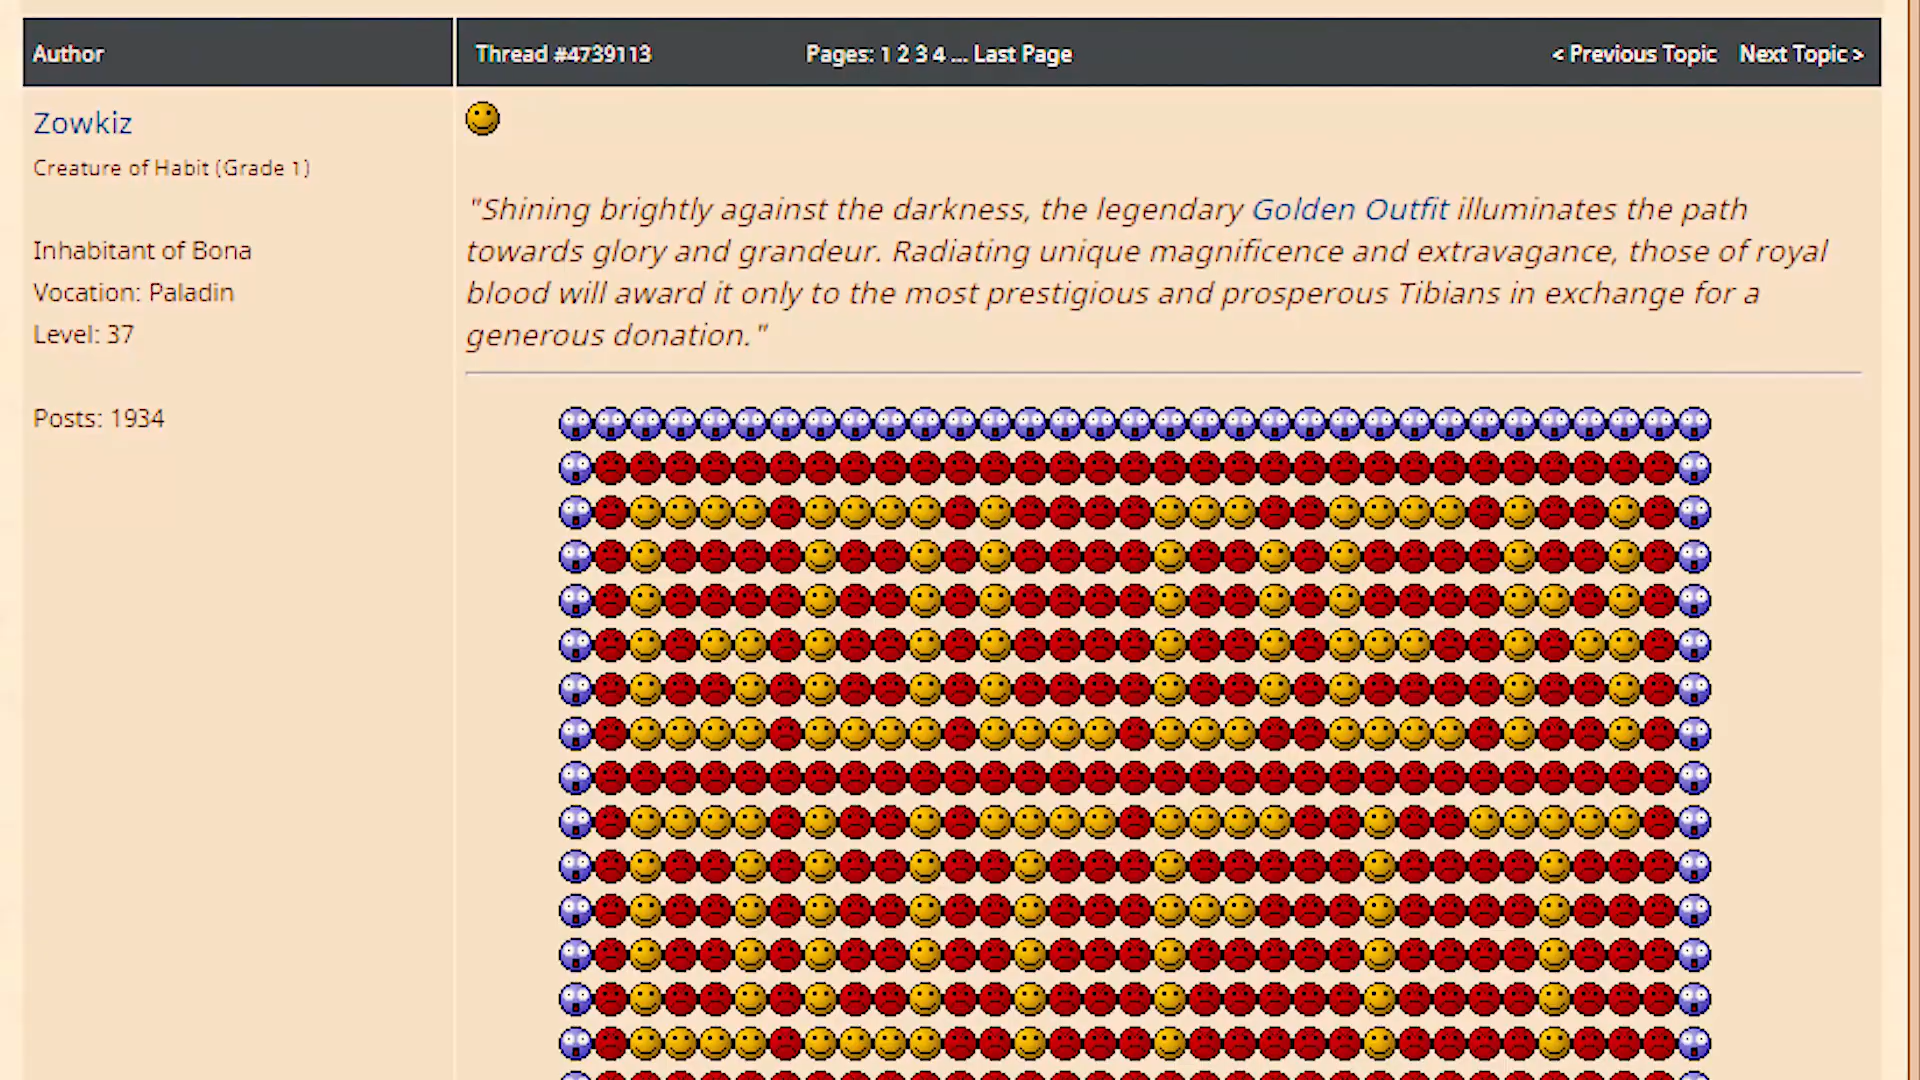 Author
Thread #4739113 Pages: 1 2 3 4 ... Last Page < Previous Topic Next Topic >
Zowkiz
Creature of Habit (Grade 1)
Inhabitant of Bona
Vocation: Paladin
Level: 37
Posts: 1934
"Shining brightly against the darkness, the legendary Golden Outfit illuminates the path
towards glory and grandeur. Radiating unique magnificence and extravagance, those of royal
blood will award it only to the most prestigious and prosperous Tibians in exchange for a
generous donation."
GOLDEN
OUTFIT